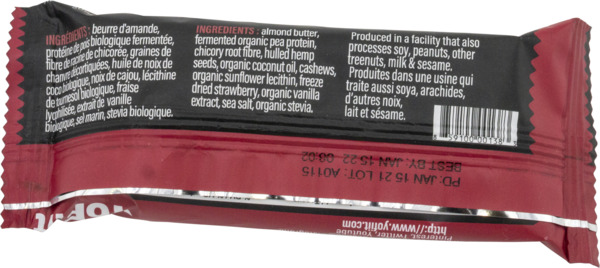 INGRÉDIENTS : beurre d'amande,
protéine de pois biologique fermentée,
fibre de racine de chicorée, graines de
chanvre décortiquées, huile de noix de
coco biologique, noix de cajou, lécithine
de tournesol biologique, fraise
lyophilisée, extrait de vanille
biologique, sel marin, stevia biologique.
INGREDIENTS : almond butter,
fermented organic pea protein,
chicory root fibre, hulled hemp
seeds, organic coconut oil, cashews,
organic sunflower lecithin, freeze
dried strawberry, organic vanilla
extract, sea salt, organic stevia.
Produced in a facility that also
processes soy, peanuts, other
treenuts, milk & sesame.
Produites dans une usine qui
traite aussi soya, arachides,
d'autres noix,
lait et sésame.
PD: JAN 15 21 LOT: A0115
BEST BY: JAN 15 22 08:02
Pinterest, Twitter, Youtube
http://www.yofiit.com